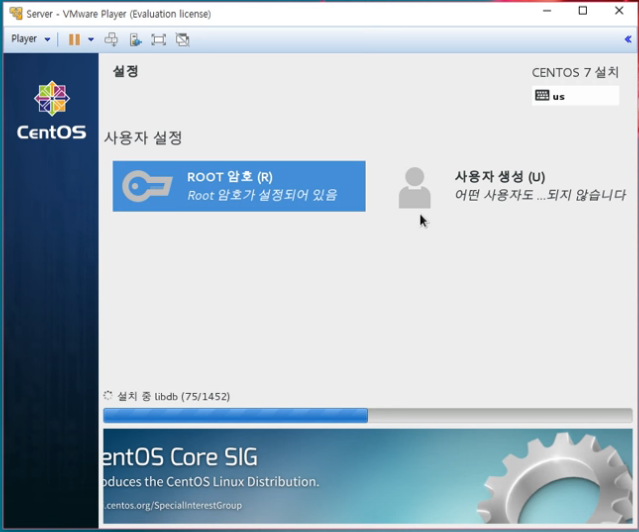 Server - VMware Player (Evaluation license)
Player
설정
CENTOS 7 설치
us
CentOS
사용자 설정
ROOT 암호 (R)
Root 암호가 설정되어 있음
사용자 생성 (U)
어떤 사용자도 ...되지 않습니다
설치 중 libdb (75/1452)
entOS Core SIG
oduces the CentOS Linux Distribution.
.centos.org/SpecialInterestGroup